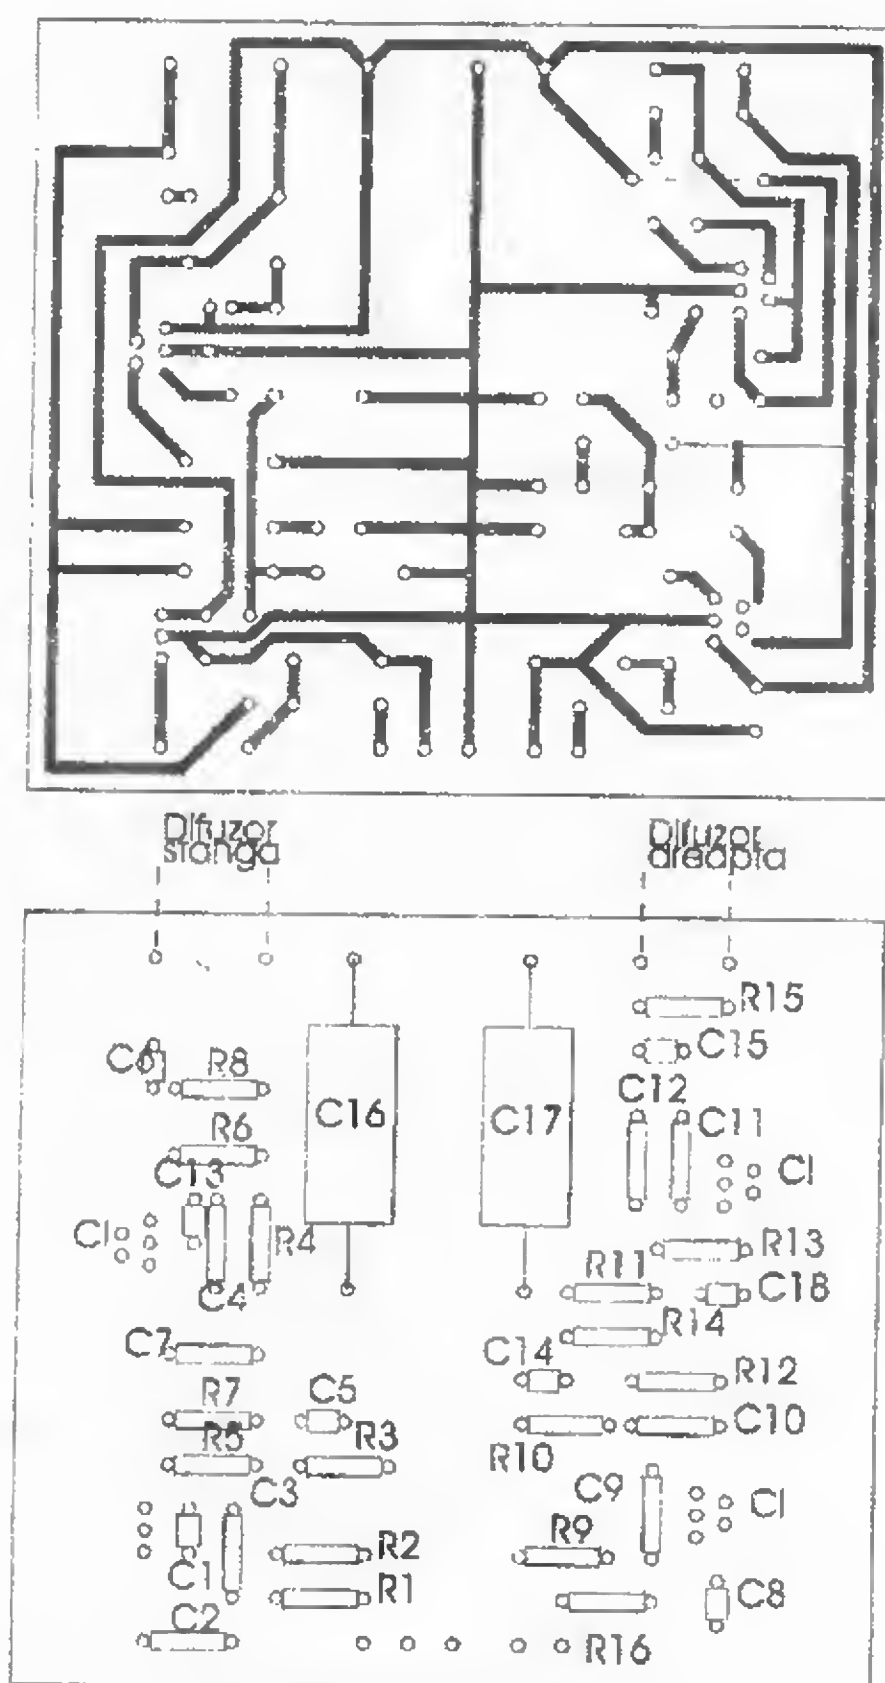 Difuzor
stanga
Difuzor
dreapta
R15
C15
C6
R8
C12
C16
C17
C11
R6
C13
CI
CI
R4
R13
C4
R11
C18
R14
C7
C14
R12
R7
C5
C10
R5
R3
R10
C3
C9
CI
R2
R9
C1
R1
C8
C2
R16